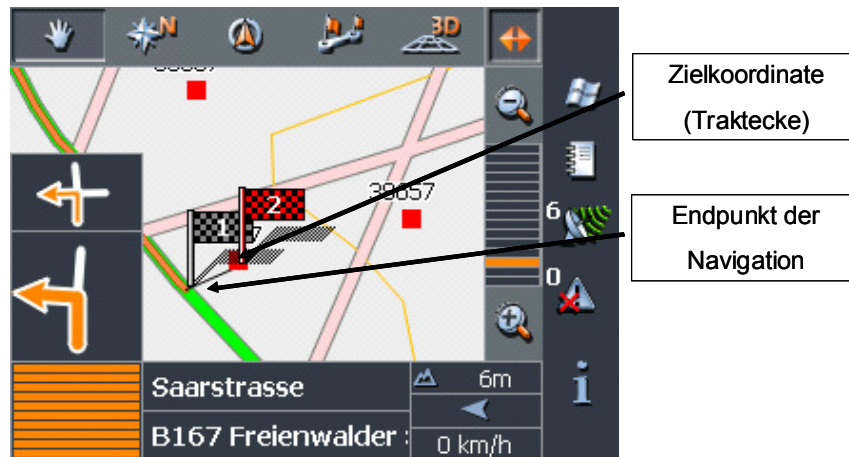 N
3D
Zielkoordinate
(Traktecke)
38657
2
1
6
Endpunkt der
Navigation
0
Saarstrasse
6m
B167 Freienwalder
0 km/h